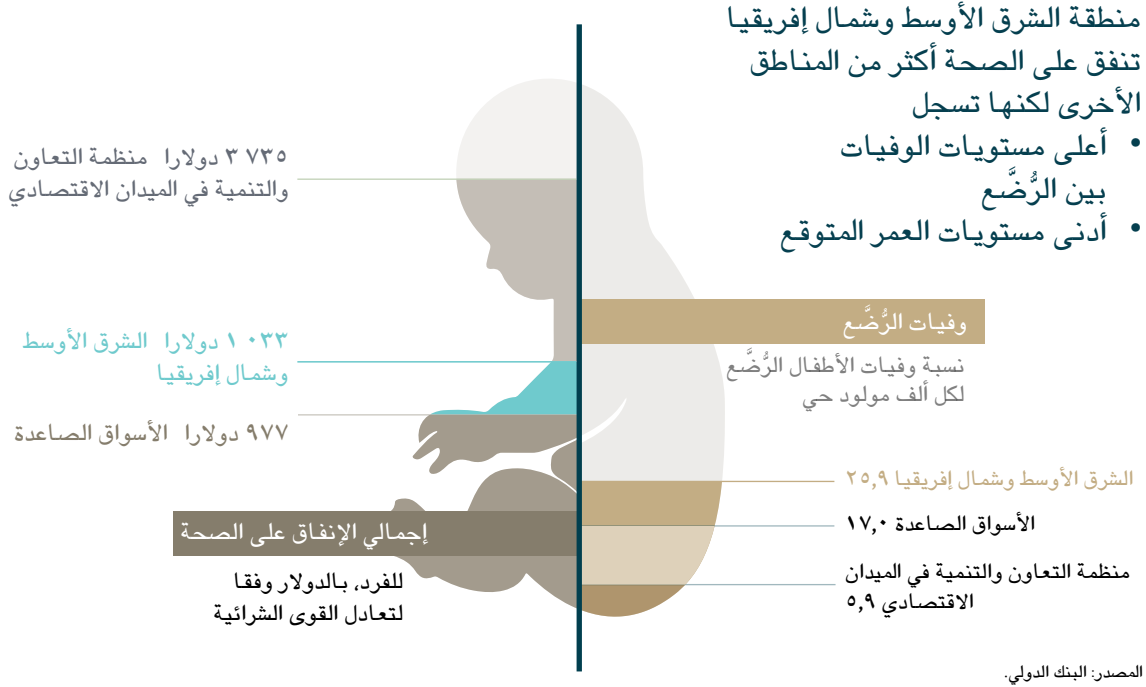 منطقة الشرق الأوسط وشمال إفريقيا
تنفق على الصحة أكثر من المناطق
الأخرى لكنها تسجل
• أعلى مستويات الوفيات
بين الرُّضَّع
• أدنى مستويات العمر المتوقع
وفيات الرُّضَّع
نسبة وفيات الأطفال الرُّضَّع
لكل ألف مولود حي
الشرق الأوسط وشمال إفريقيا ٢٥,٩
الأسواق الصاعدة ١٧,٠
منظمة التعاون والتنمية في الميدان
الاقتصادي ٥,٩
٣ ٧٣٥ دولارا منظمة التعاون
والتنمية في الميدان الاقتصادي
١ ٠٣٣ دولارا الشرق الأوسط
وشمال إفريقيا
٩٧٧ دولارا الأسواق الصاعدة
إجمالي الإنفاق على الصحة
للفرد، بالدولار وفقا
لتعادل القوى الشرائية
المصدر: البنك الدولي.